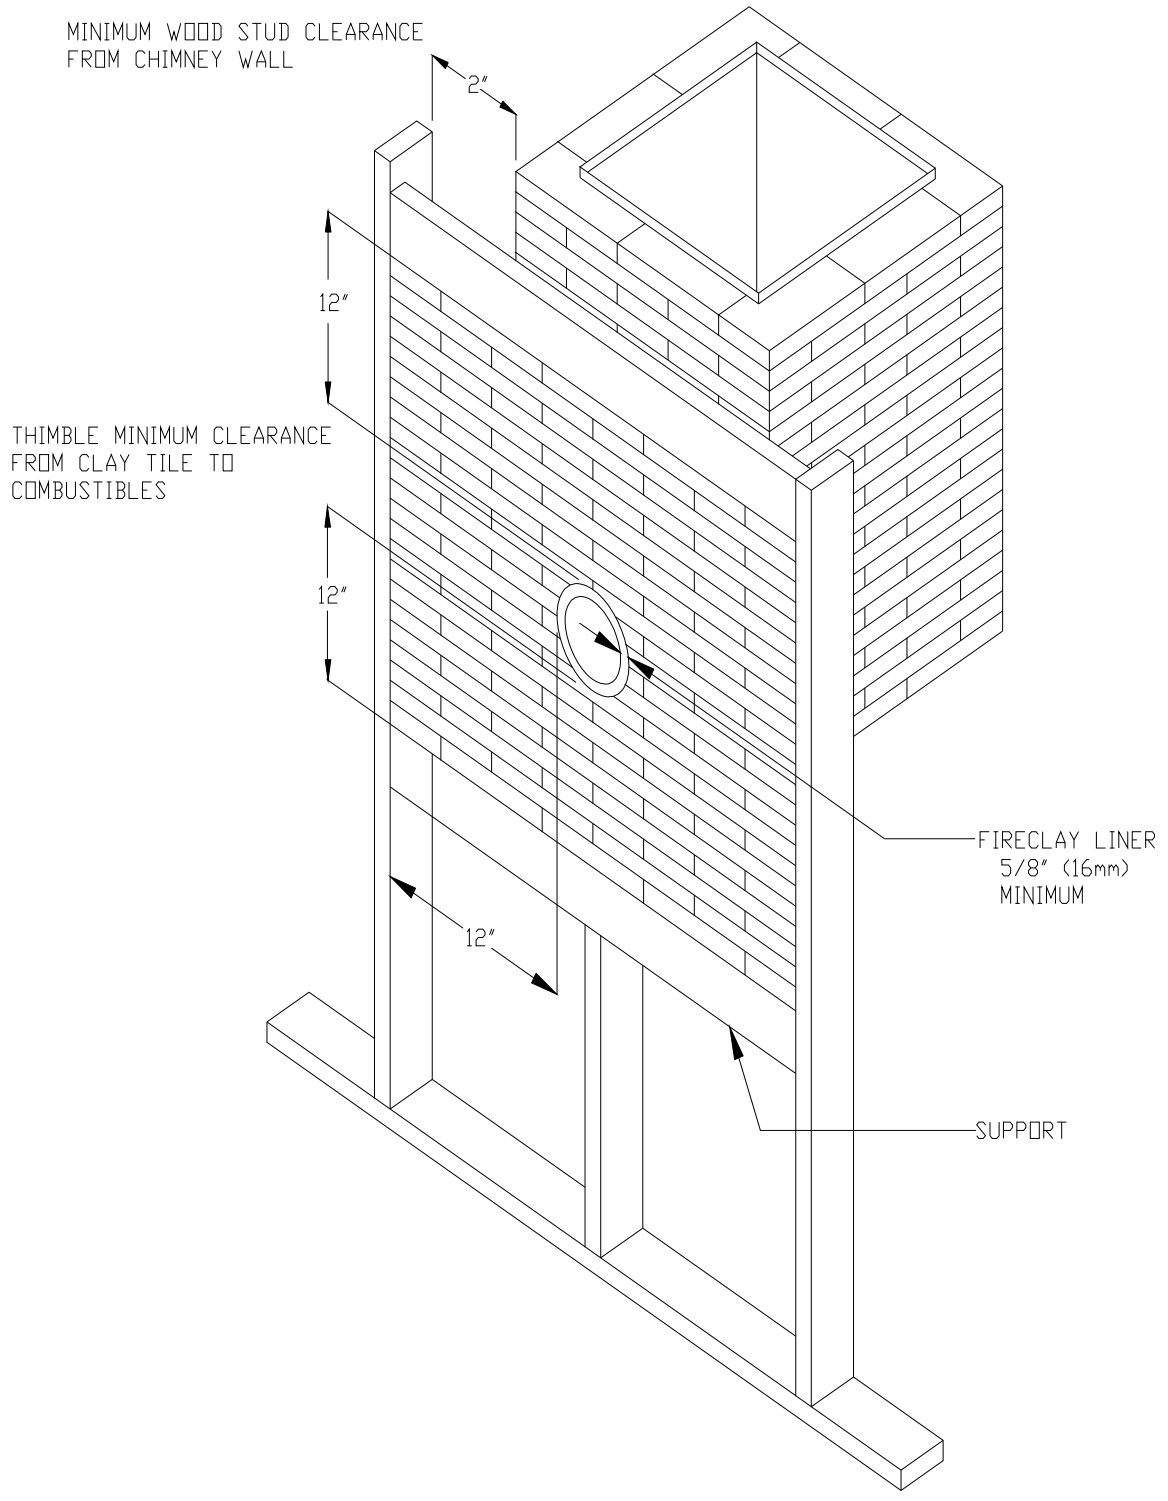 MINIMUM WOOD STUD CLEARANCE
FROM CHIMNEY WALL
2"
12"
THIMBLE MINIMUM CLEARANCE
FROM CLAY TILE TO
COMBUSTIBLES
12"
FIRECLAY LINER
5/8" (16mm)
MINIMUM
12"
SUPPORT